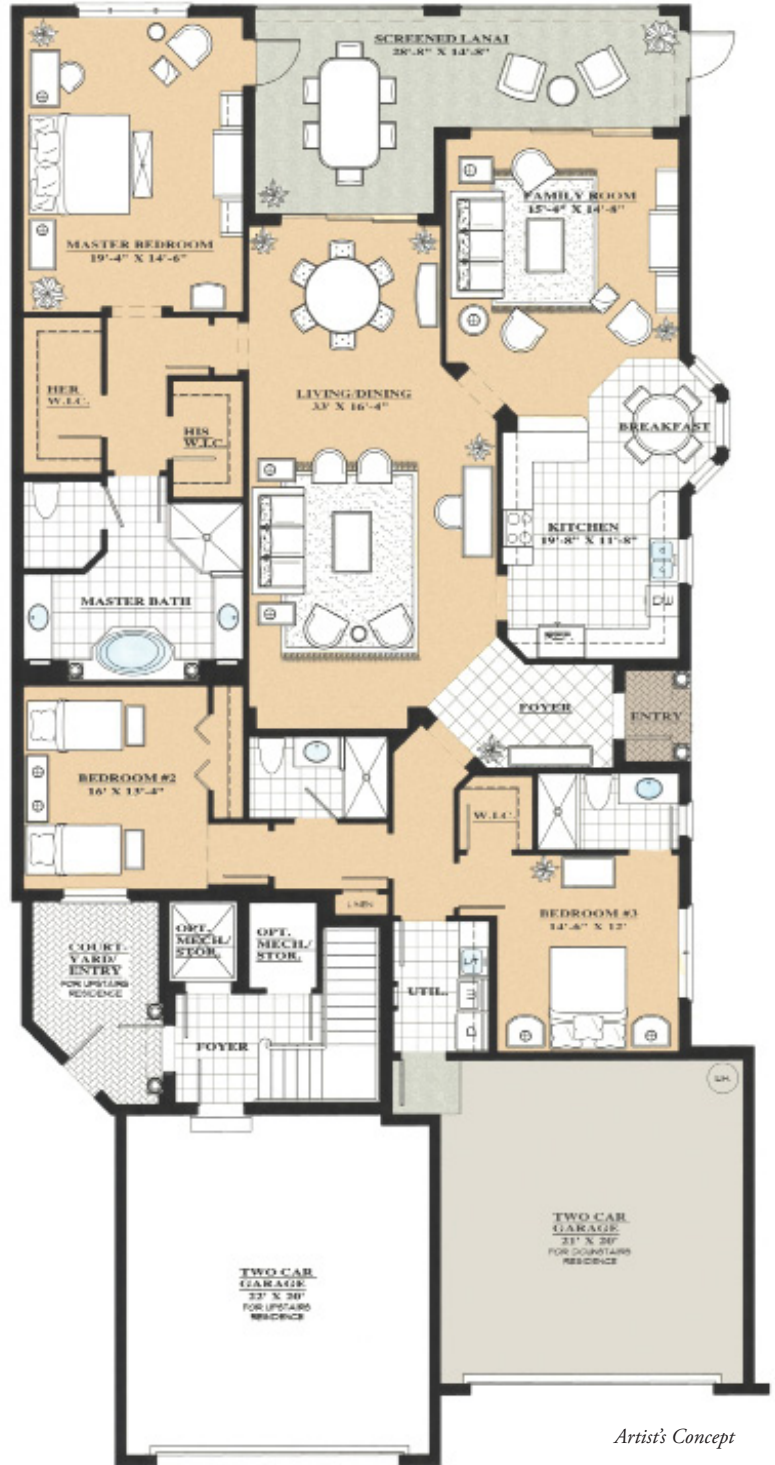 SCREENED LANAI
28'-8" X 14'-8"
FAMILY ROOM
15'-4" X 14'-8"
MASTER BEDROOM
19'-4" X 14'-6"
HER
W.I.C.
HIS
W.I.C.
LIVING/DINING
33' X 16'-4"
BREAKFAST
KITCHEN
19'-8" X 11'-8"
DW
MASTER BATH
FOYER
ENTRY
BEDROOM #2
16' X 13'-4"
W.I.C.
LINEN
BEDROOM #3
14'-6" X 12'
COURT-
YARD/
ENTRY
FOR UPSTAIRS
RESIDENCE
OPT.
MECH./
STOR.
OPT.
MECH./
STOR.
UTIL.
LT
W
D
FOYER
TWO CAR
GARAGE
21' X 20'
FOR DOWNSTAIRS
RESIDENCE
TWO CAR
GARAGE
22' X 20'
FOR UPSTAIRS
RESIDENCE
Artist's Concept